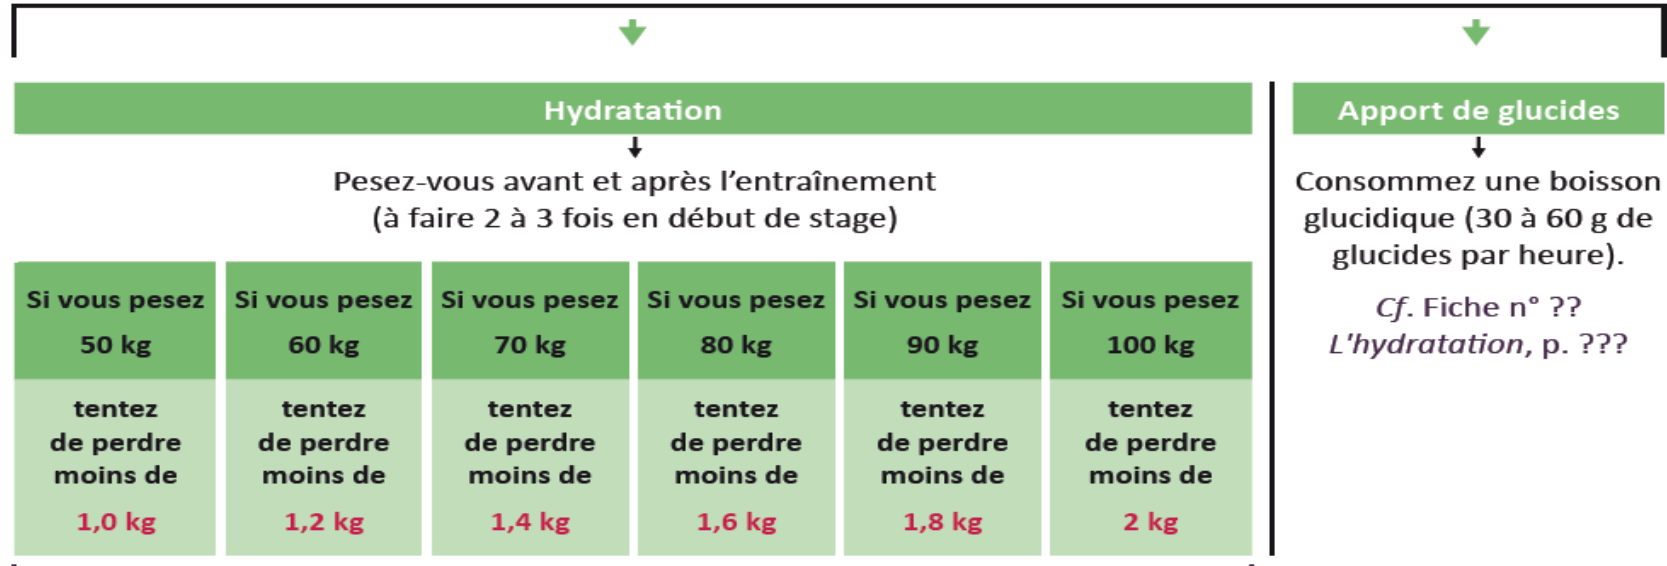 Hydratation
Pesez-vous avant et après l'entraînement
(à faire 2 à 3 fois en début de stage)
Si vous pesez
50 kg
tentez
de perdre
moins de
1,0 kg
Si vous pesez
60 kg
tentez
de perdre
moins de
1,2 kg
Si vous pesez
70 kg
tentez
de perdre
moins de
1,4 kg
Si vous pesez
80 kg
tentez
de perdre
moins de
1,6 kg
Si vous pesez
90 kg
tentez
de perdre
moins de
1,8 kg
Si vous pesez
100 kg
tentez
de perdre
moins de
2 kg
Apport de glucides
Consommez une boisson
glucidique (30 à 60 g de
glucides par heure).
Cf. Fiche n° ??
L'hydratation, p. ???